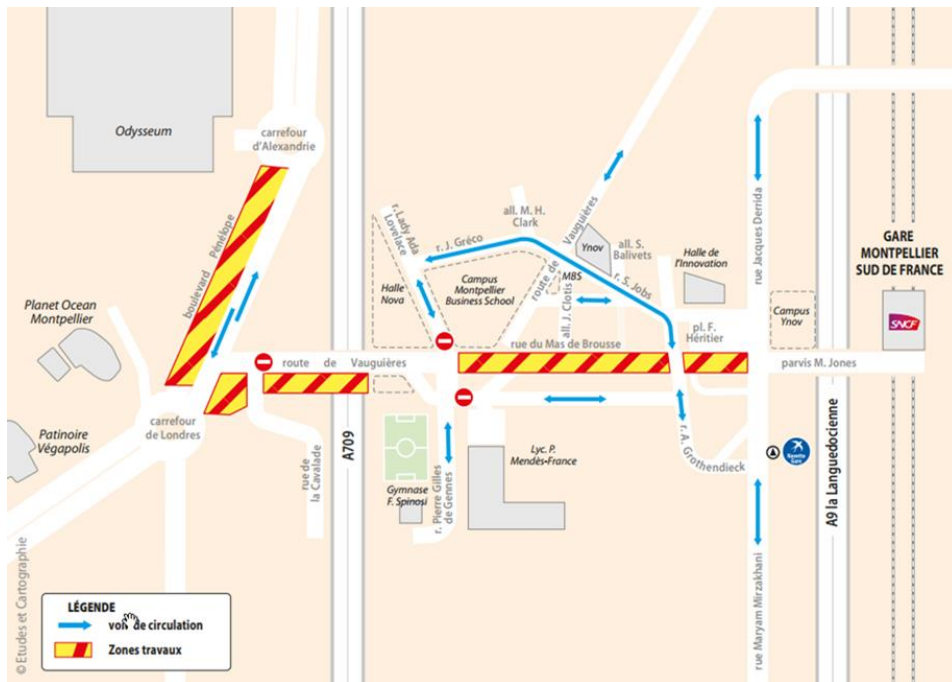 Odysseum
carrefour
d'Alexandrie
boulevard Pénélope
Planet Ocean
Montpellier
Patinoire
Végapolis
carrefour
de Londres
rue de
la Cavalade
route de Vauguières
A709
r. Lady Ada
Lovelace
r. J. Gréco
all. M. H.
Clark
Halle
Nova
Campus
Montpellier
Business School
route de Vauguières
Ynov
all. S.
Balivets
MBS
all. J. Clotis
r. S. Jobs
Halle de
l'Innovation
rue du Mas de Brousse
pl. F.
Héritier
rue Jacques Derrida
Campus
Ynov
parvis M. Jones
GARE
MONTPELLIER
SUD DE FRANCE
SNCF
Gymnase
F. Spinosi
r. Pierre Gilles
de Gennes
Lyc. P.
Mendès-France
r. A. Grothendieck
rue Maryam Mirzakhani
A9 la Languedocienne
© Etudes et Cartographie
LÉGENDE
de circulation
Zones travaux